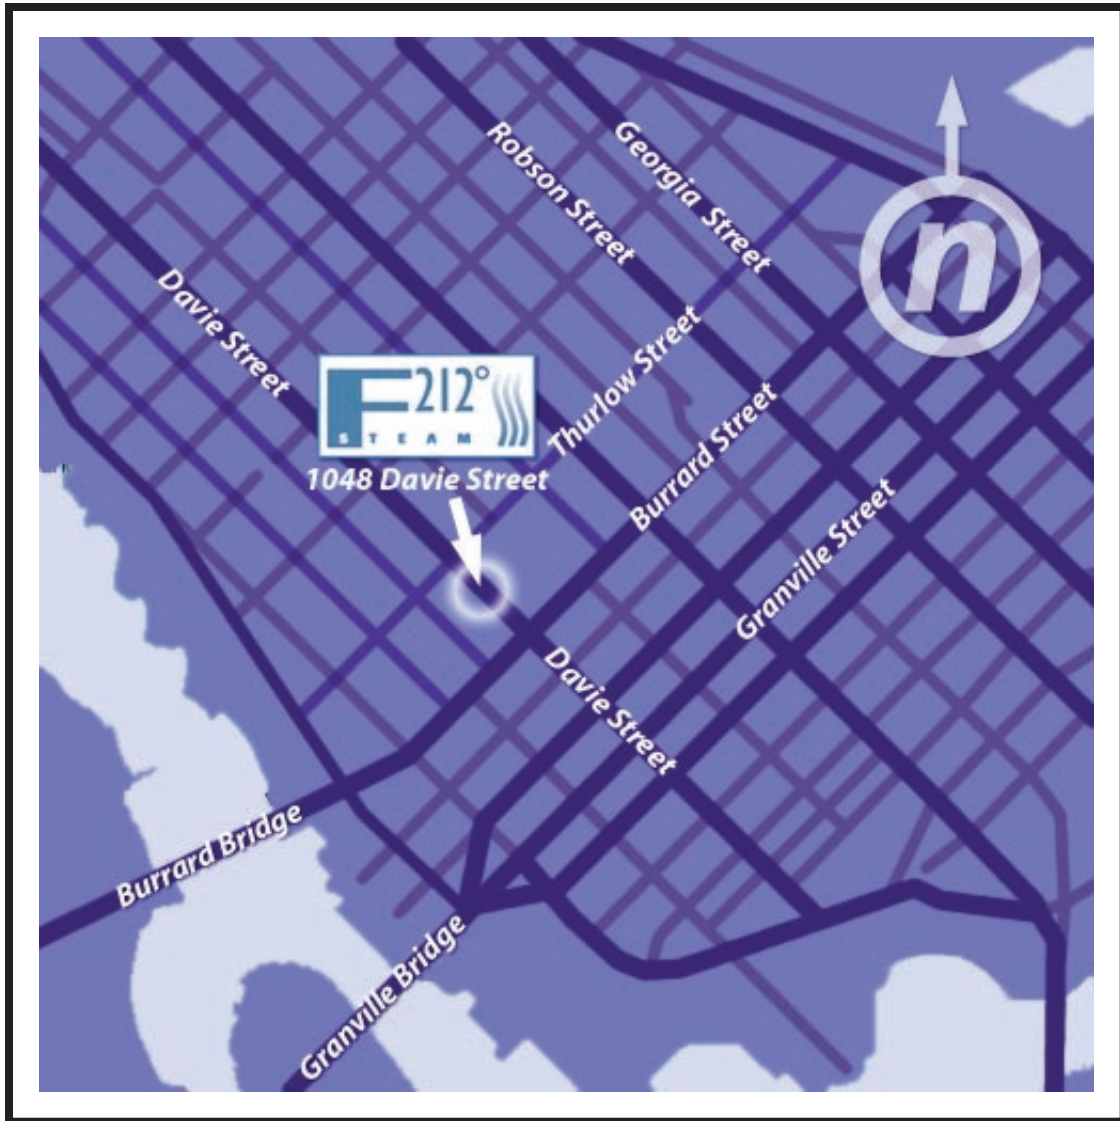 Robson Street
Georgia Street
n
Davie Street
F212°
STEAM
1048 Davie Street
Thurlow Street
Burrard Street
Granville Street
Davie Street
Burrard Bridge
Granville Bridge